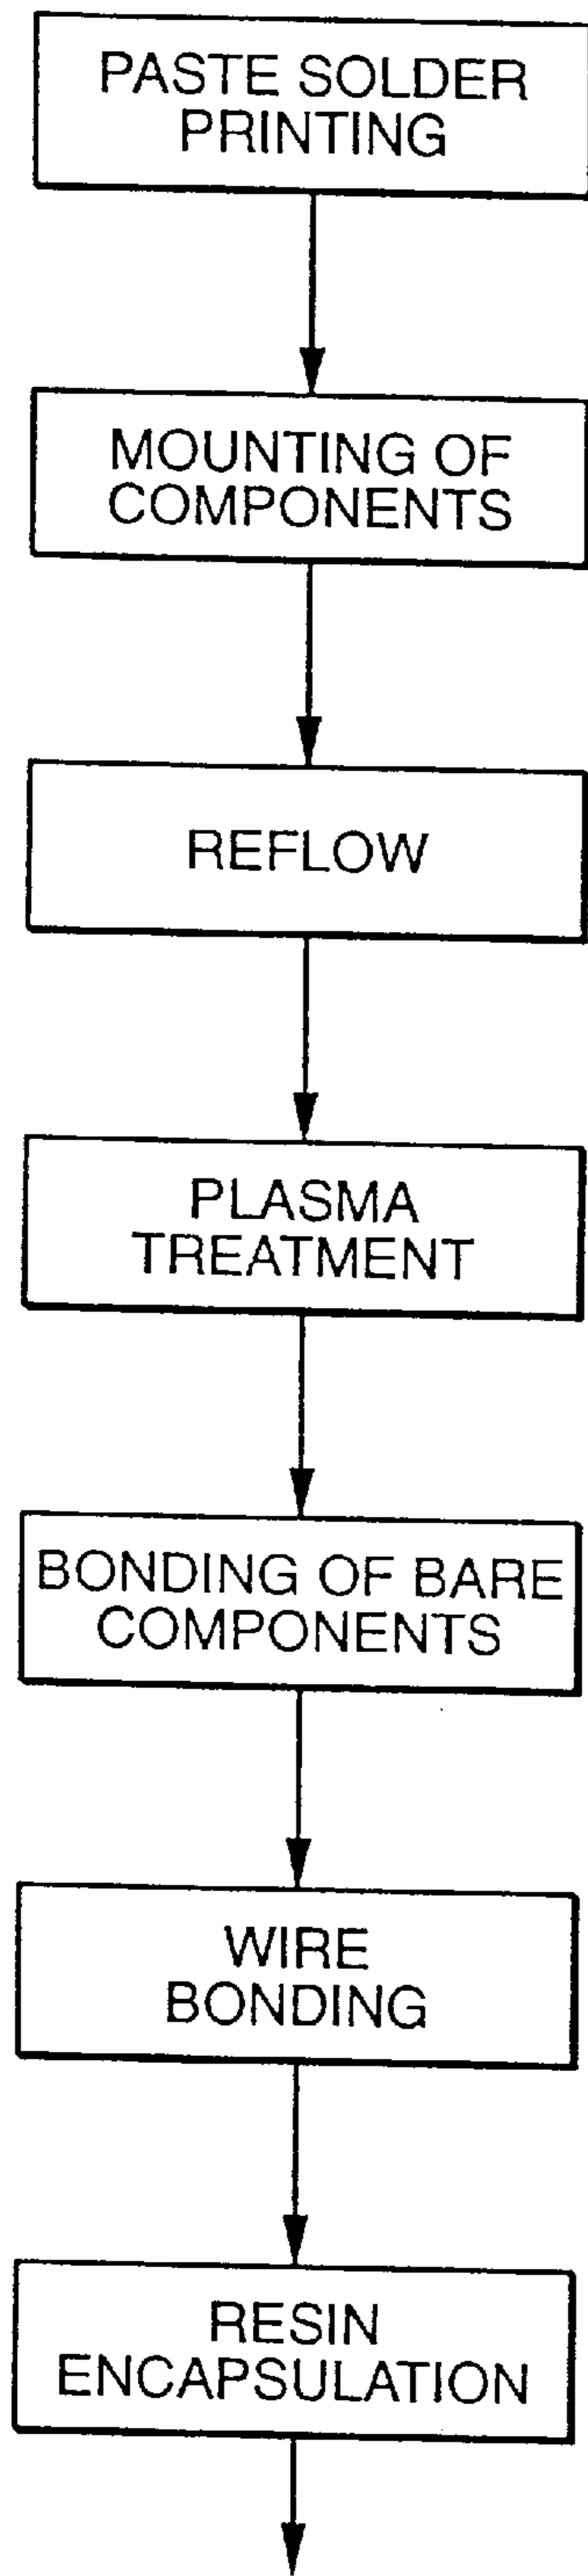 PASTE SOLDER
PRINTING
MOUNTING OF
COMPONENTS
REFLOW
PLASMA
TREATMENT
BONDING OF BARE
COMPONENTS
WIRE
BONDING
RESIN
ENCAPSULATION